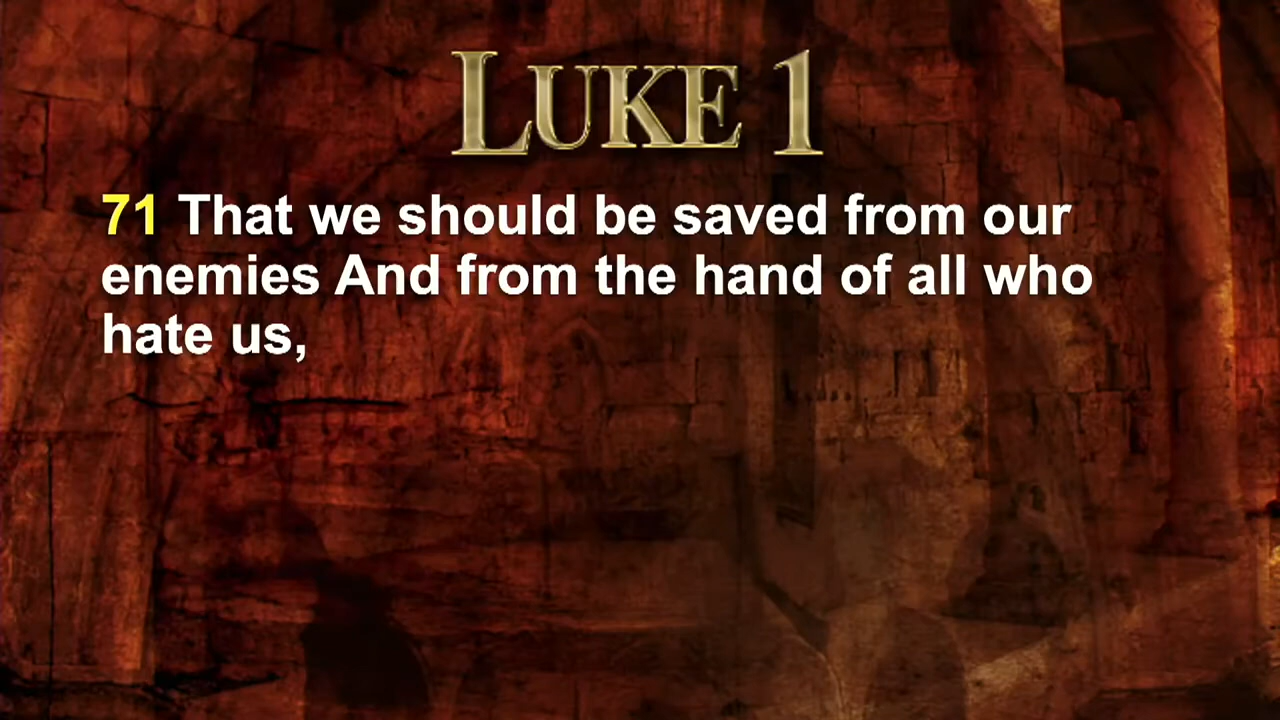 LUKE 1
71 That we should be saved from our
enemies And from the hand of all who
hate us,